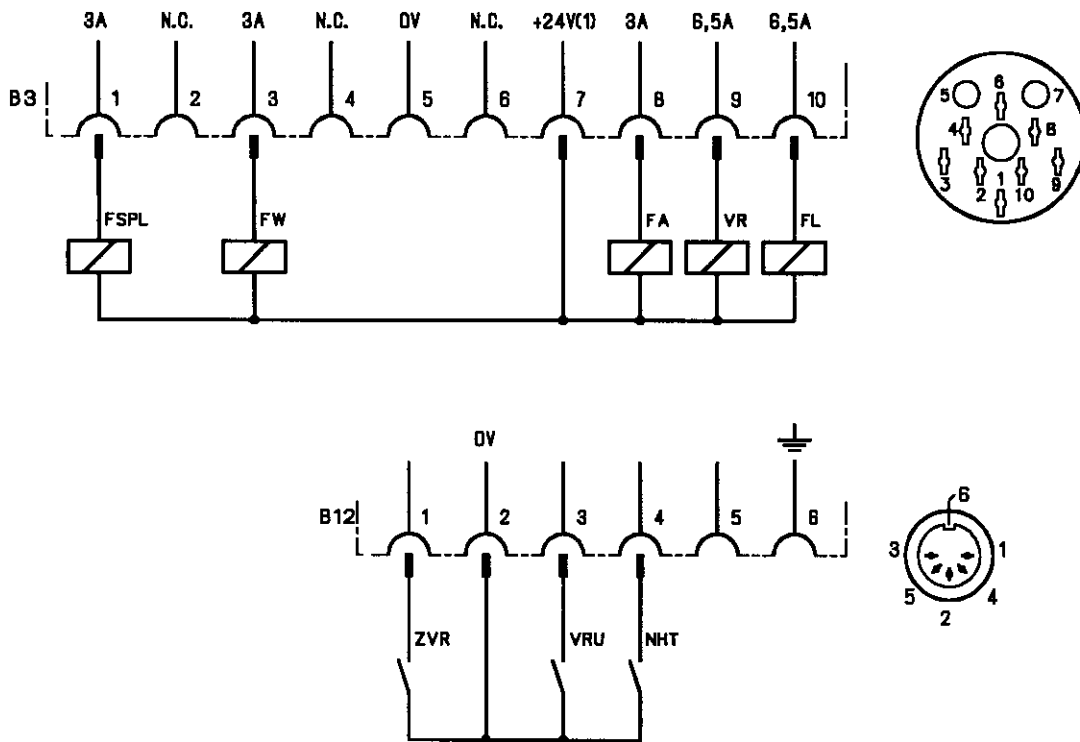 3A N.C. 3A N.C. 0V N.C. +24V(1) 3A 6,5A 6,5A
B3 1 2 3 4 5 6 7 8 9 10
FSPL FW FA VR FL
6
5 7
4 8
3 2 1 10 9
0V
B12 1 2 3 4 5 6
ZVR VRU NHT
6
3 1
5 4
2